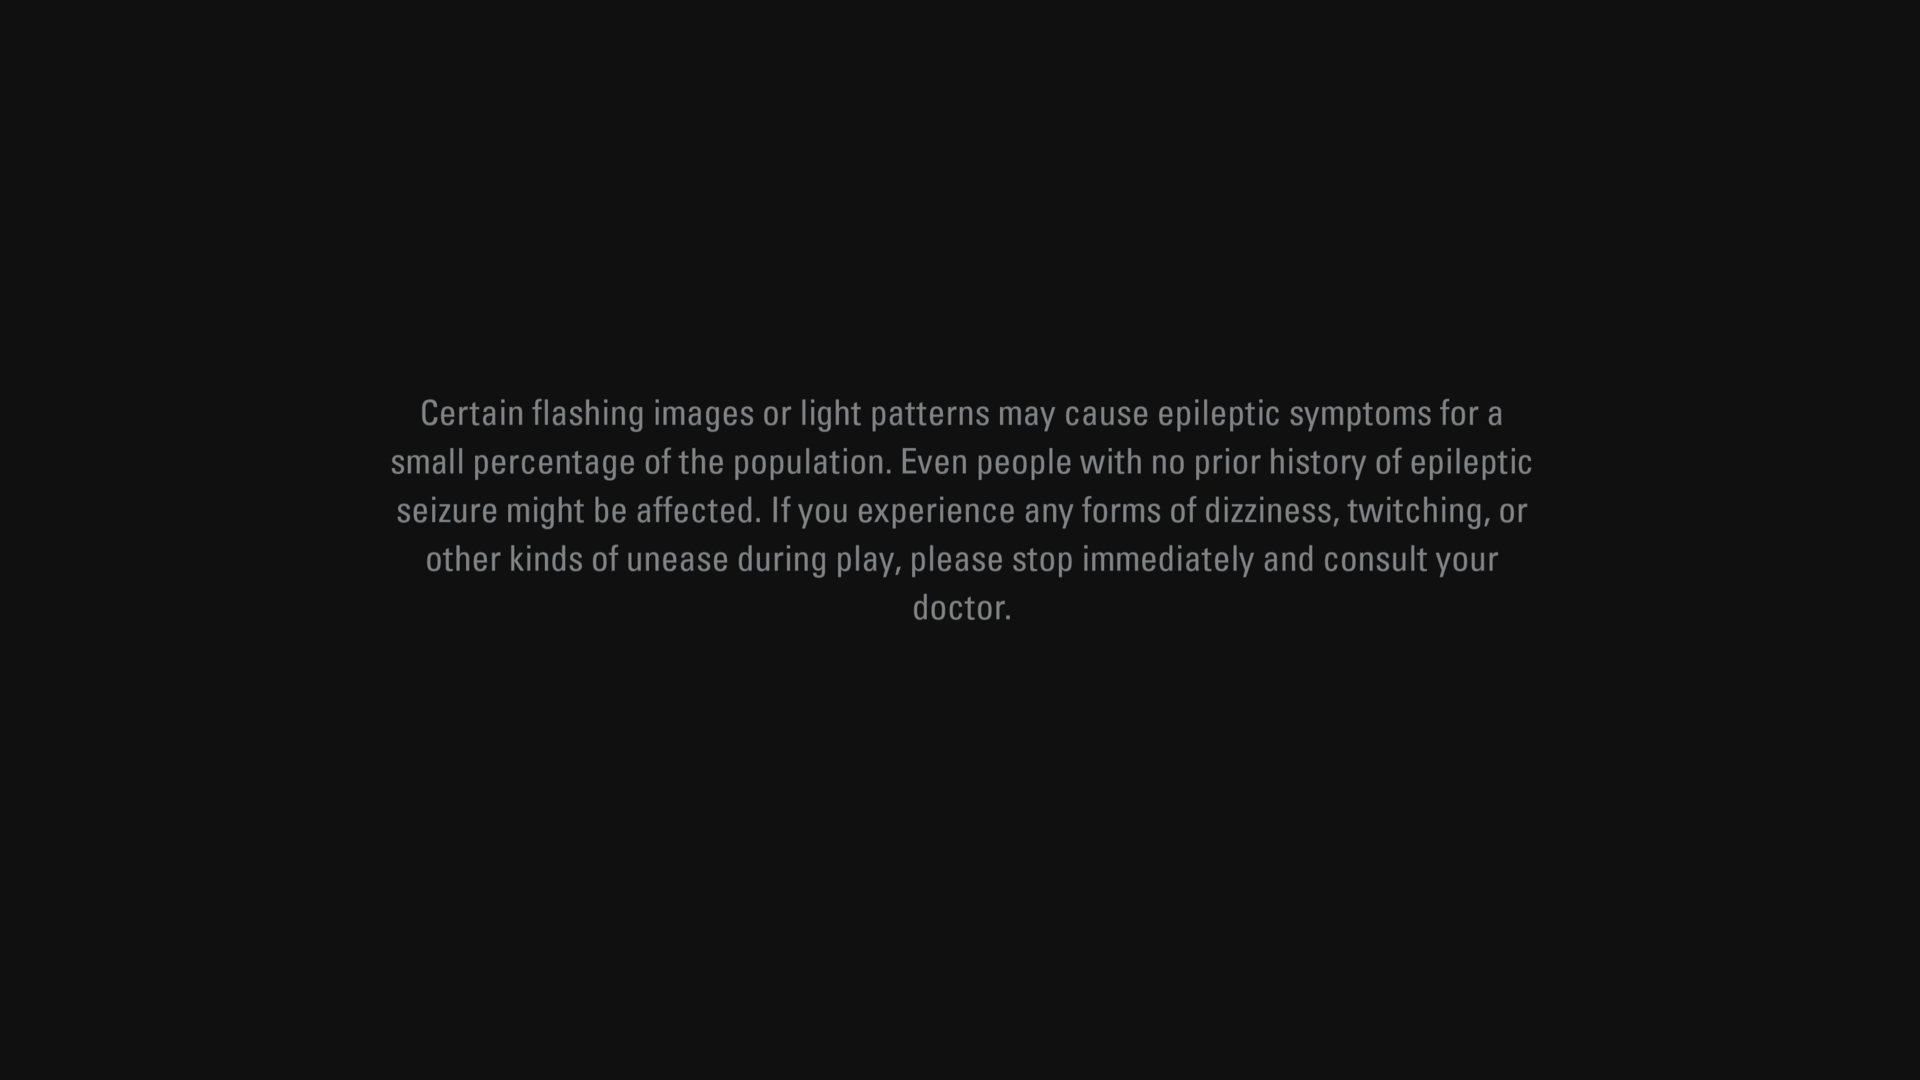 Certain flashing images or light patterns may cause epileptic symptoms for a
small percentage of the population. Even people with no prior history of epileptic
seizure might be affected. If you experience any forms of dizziness, twitching, or
other kinds of unease during play, please stop immediately and consult your
doctor.